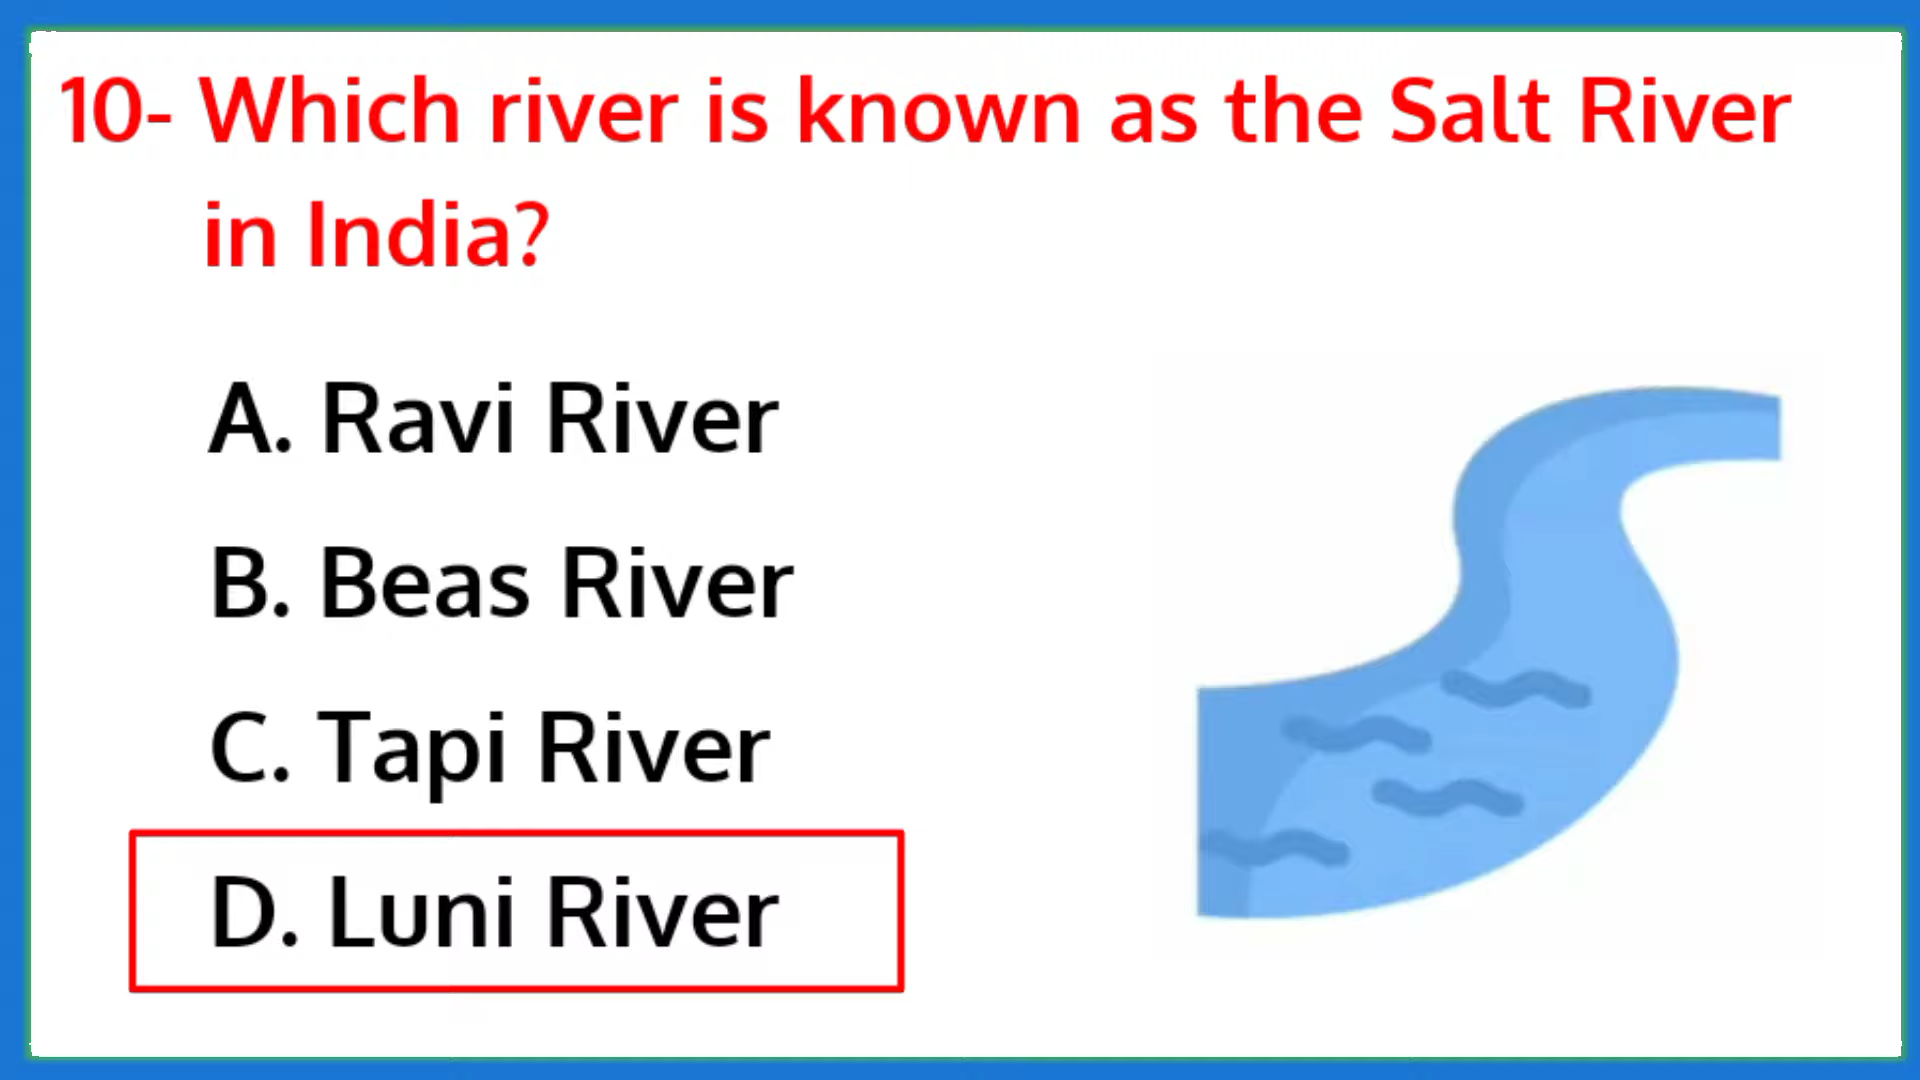 10- Which river is known as the Salt River
in India?
A. Ravi River
B. Beas River
C. Tapi River
D. Luni River